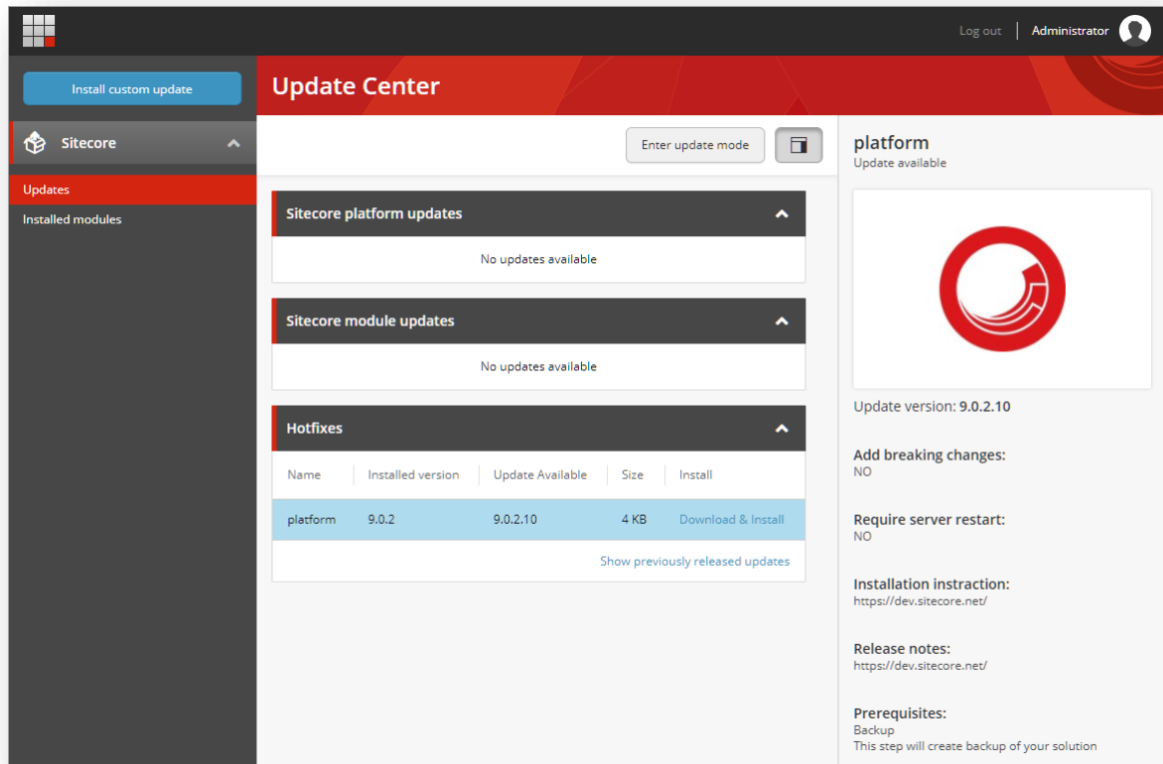 Log out
Administrator
Install custom update
Update Center
Sitecore
Updates
Installed modules
Enter update mode
Sitecore platform updates
No updates available
Sitecore module updates
No updates available
Hotfixes
Name Installed version Update Available Size Install
platform 9.0.2 9.0.2.10 4 KB Download & Install
Show previously released updates
platform
Update available
Update version: 9.0.2.10
Add breaking changes:
NO
Require server restart:
NO
Installation instraction:
https://dev.sitecore.net/
Release notes:
https://dev.sitecore.net/
Prerequisites:
Backup
This step will create backup of your solution